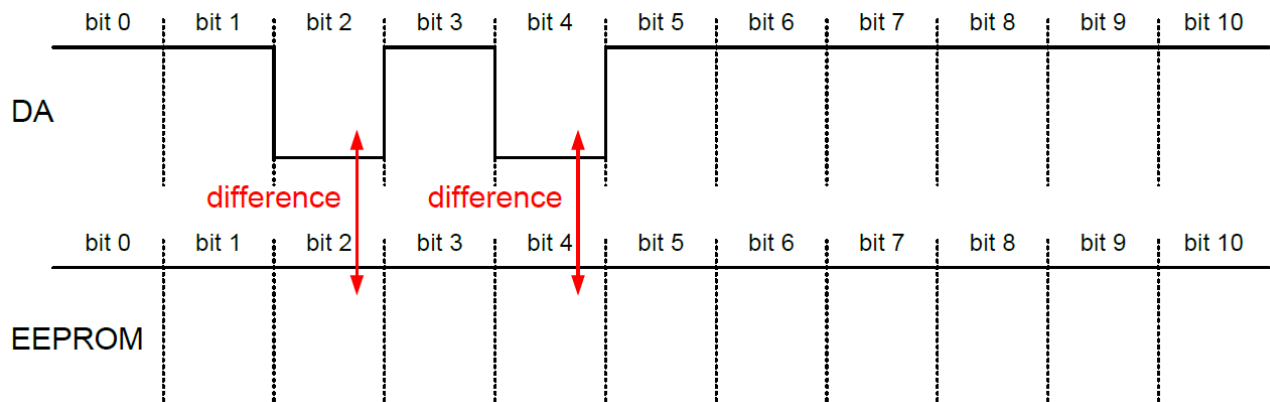 bit 0 bit 1 bit 2 bit 3 bit 4 bit 5 bit 6 bit 7 bit 8 bit 9 bit 10
DA
difference difference
bit 0 bit 1 bit 2 bit 3 bit 4 bit 5 bit 6 bit 7 bit 8 bit 9 bit 10
EEPROM